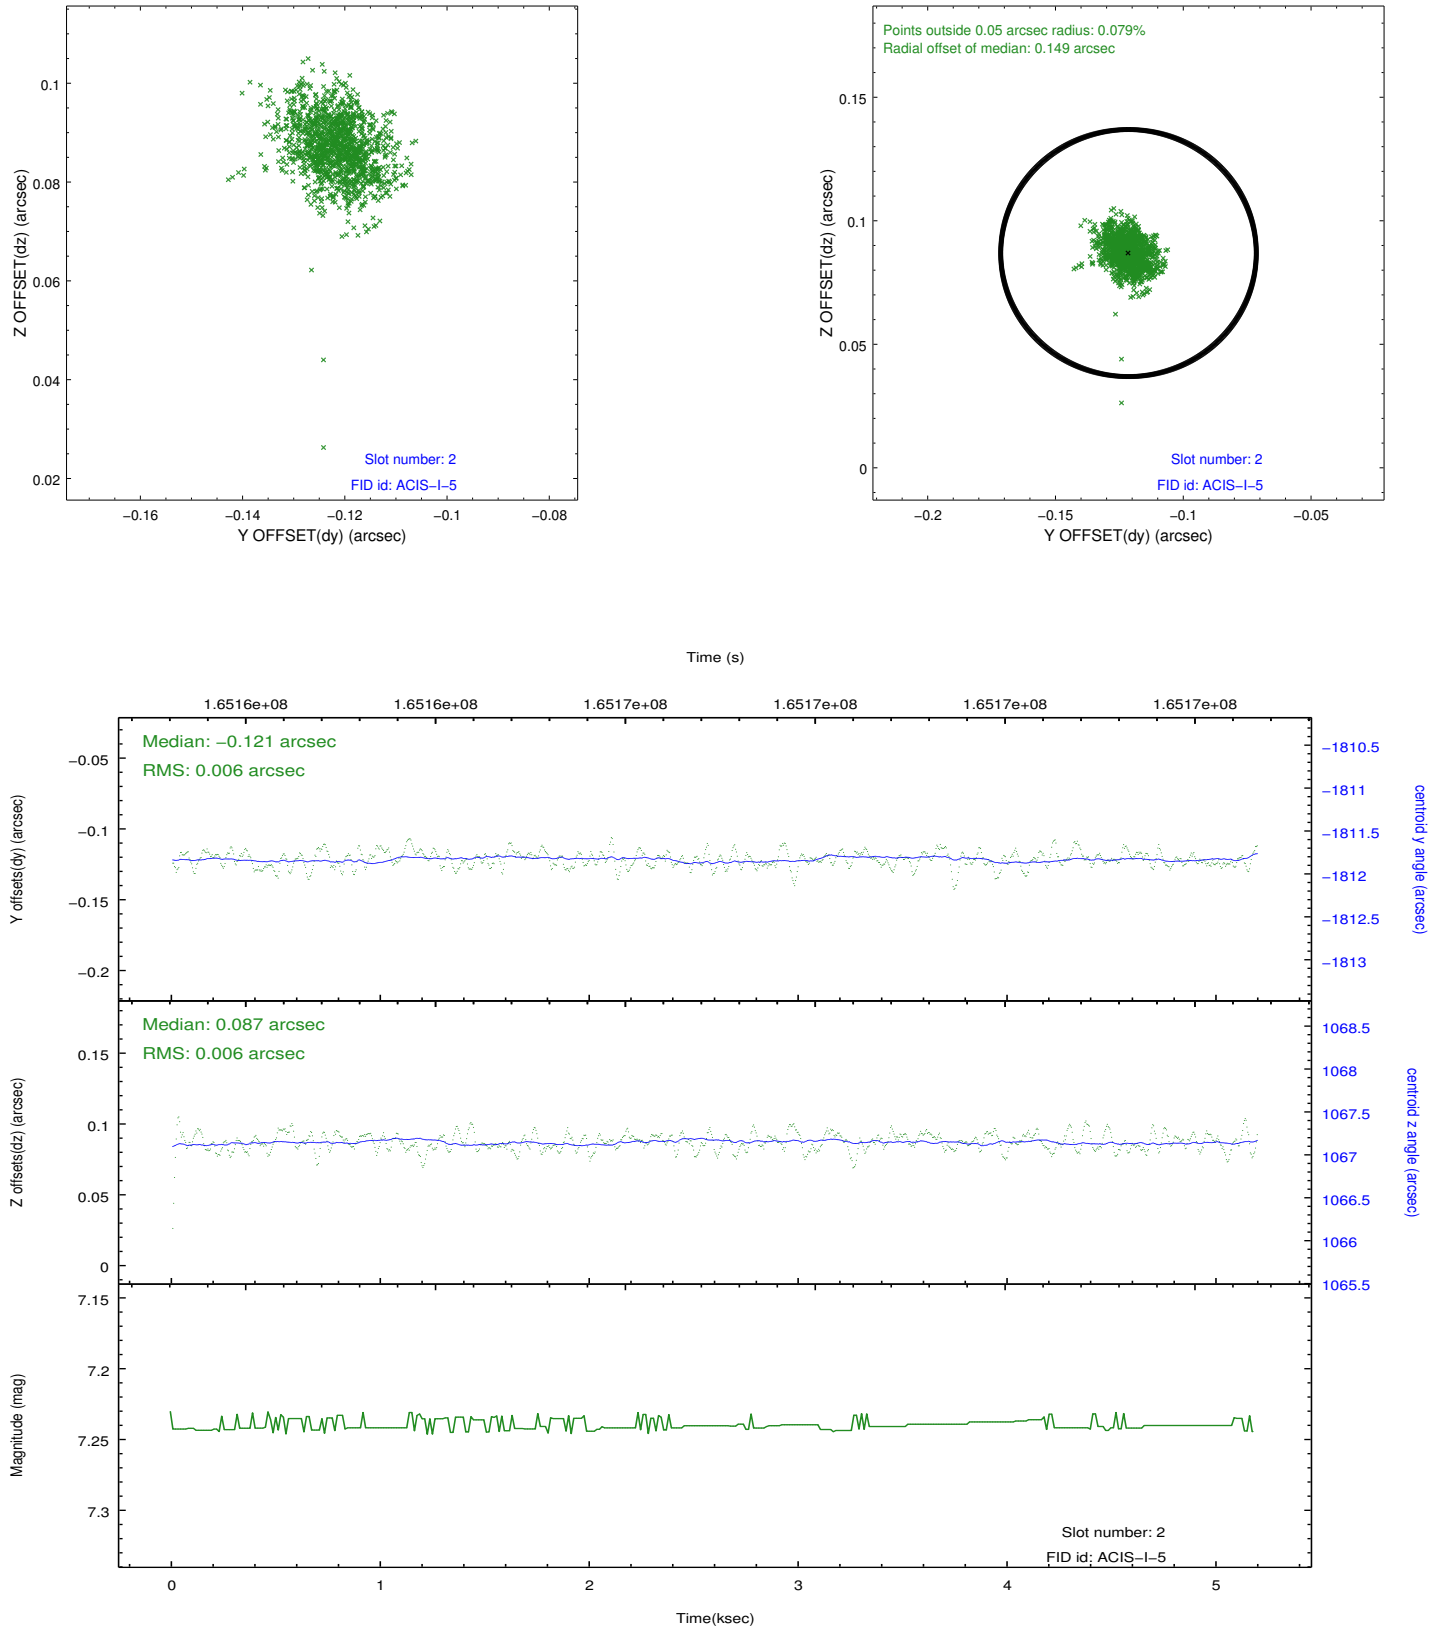 0.1
0.08
0.06
0.04
0.02
Z OFFSET(dz) (arcsec)
Slot number: 2
FID id: ACIS−I−5
−0.16 −0.14 −0.12 −0.1 −0.08
Y OFFSET(dy) (arcsec)
Points outside 0.05 arcsec radius: 0.079%
Radial offset of median: 0.149 arcsec
0.15
0.1
0.05
0
Z OFFSET(dz) (arcsec)
Slot number: 2
FID id: ACIS−I−5
−0.2 −0.15 −0.1 −0.05
Y OFFSET(dy) (arcsec)
Time (s)
1.6516e+08 1.6516e+08 1.6517e+08 1.6517e+08 1.6517e+08 1.6517e+08
Median: −0.121 arcsec
RMS: 0.006 arcsec
−0.05
−0.1
−0.15
−0.2
Y offsets(dy) (arcsec)
−1810.5
−1811
−1811.5
−1812
−1812.5
−1813
centroid y angle (arcsec)
Median: 0.087 arcsec
RMS: 0.006 arcsec
0.15
0.1
0.05
0
Z offsets(dz) (arcsec)
1068.5
1068
1067.5
1067
1066.5
1066
1065.5
centroid z angle (arcsec)
7.15
7.2
7.25
7.3
Magnitude (mag)
Slot number: 2
FID id: ACIS−I−5
0 1 2 3 4 5
Time(ksec)